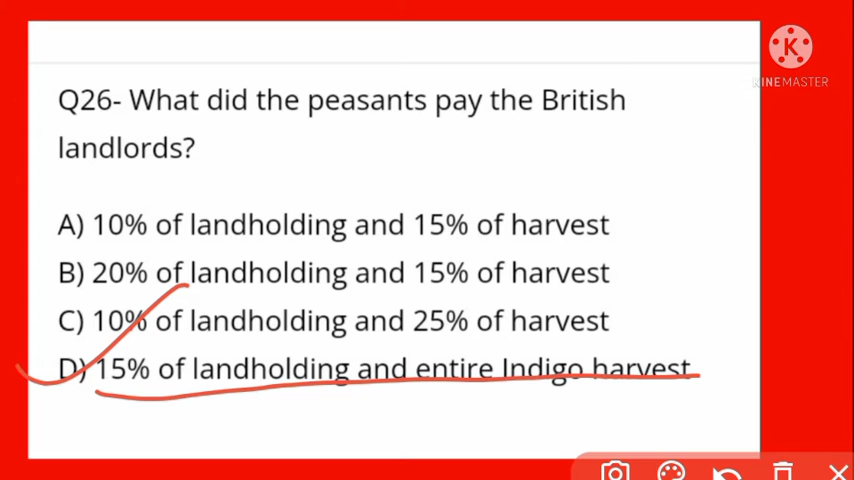 K
KINEMASTER
Q26- What did the peasants pay the British
landlords?
A) 10% of landholding and 15% of harvest
B) 20% of landholding and 15% of harvest
C) 10% of landholding and 25% of harvest
D) 15% of landholding and entire Indigo harvest